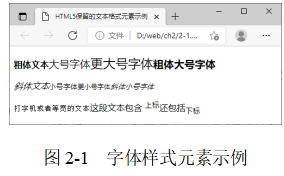 HTML5保留的文本格式元素示例
文件 D:/web/ch2/2-1....
粗体文本大号字体更大号字体粗体大号字体
斜体文本小号字体更小号字体斜体小号字体
打字机或者等宽的文本这段文本包含 上标还包括下标
图 2-1 字体样式元素示例